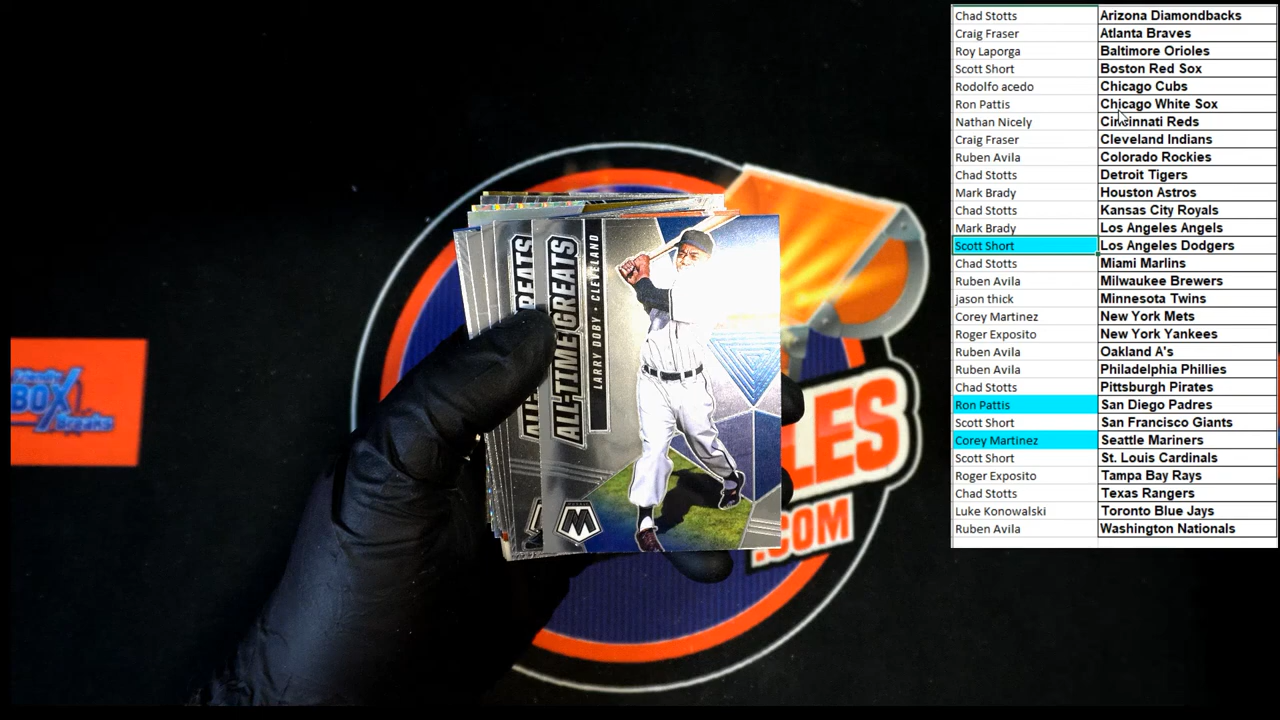 Chad Stotts Arizona Diamondbacks
Craig Fraser Atlanta Braves
Roy Laporga Baltimore Orioles
Scott Short Boston Red Sox
Rodolfo acedo Chicago Cubs
Ron Pattis Chicago White Sox
Nathan Nicely Cincinnati Reds
Craig Fraser Cleveland Indians
Ruben Avila Colorado Rockies
Chad Stotts Detroit Tigers
Mark Brady Houston Astros
Chad Stotts Kansas City Royals
Mark Brady Los Angeles Angels
Scott Short Los Angeles Dodgers
Chad Stotts Miami Marlins
Ruben Avila Milwaukee Brewers
jason thick Minnesota Twins
Corey Martinez New York Mets
Roger Exposito New York Yankees
Ruben Avila Oakland A's
Ruben Avila Philadelphia Phillies
Chad Stotts Pittsburgh Pirates
Ron Pattis San Diego Padres
Scott Short San Francisco Giants
Corey Martinez Seattle Mariners
Scott Short St. Louis Cardinals
Roger Exposito Tampa Bay Rays
Chad Stotts Texas Rangers
Luke Konowalski Toronto Blue Jays
Ruben Avila Washington Nationals
ALL-TIME GREATS
LARRY DOBY • CLEVELAND
M
REATS
AL
BOX
Breaks
LES
.COM